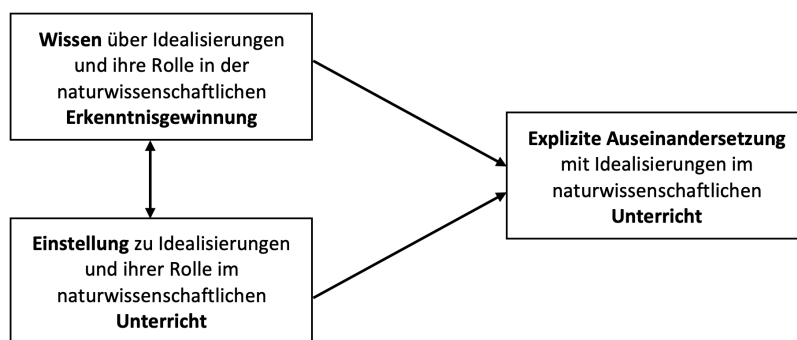 Wissen über Idealisierungen
und ihre Rolle in der
naturwissenschaftlichen
Erkenntnisgewinnung
Einstellung zu Idealisierungen
und ihrer Rolle im
naturwissenschaftlichen
Unterricht
Explizite Auseinandersetzung
mit Idealisierungen im
naturwissenschaftlichen
Unterricht